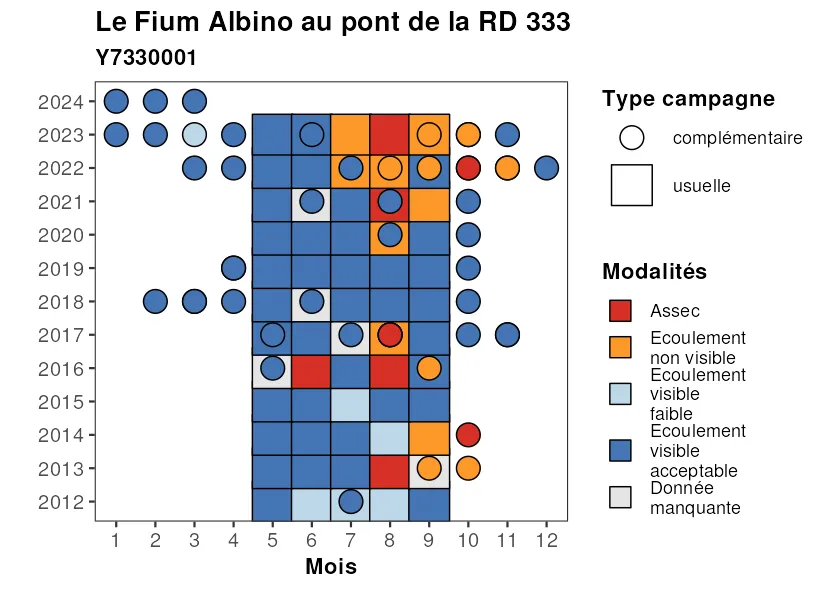 Le Fium Albino au pont de la RD 333
Y7330001
2024
2023
2022
2021
2020
2019
2018
2017
2016
2015
2014
2013
2012
1 2 3 4 5 6 7 8 9 10 11 12
Mois
Type campagne
complémentaire
usuelle
Modalités
Assec
Ecoulement
non visible
Ecoulement
visible
faible
Ecoulement
visible
acceptable
Donnée
manquante